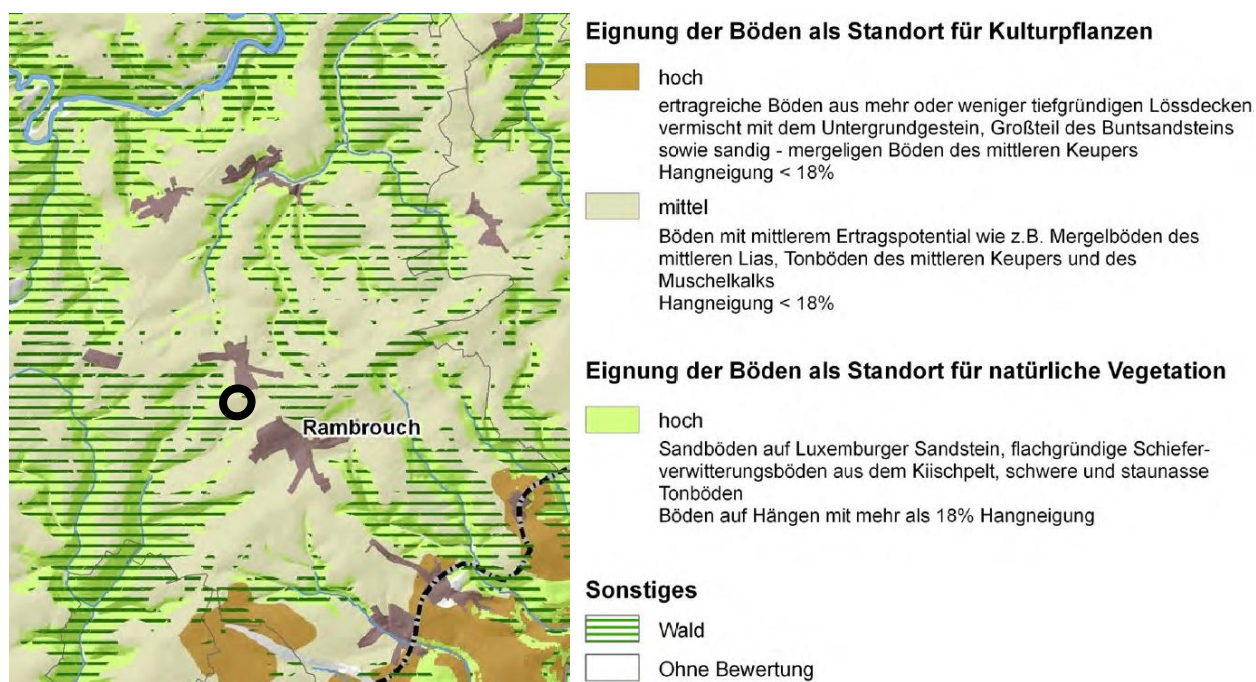 Rambrouch
Eignung der Böden als Standort für Kulturpflanzen
hoch
ertragreiche Böden aus mehr oder weniger tiefgründigen Lössdecken
vermischt mit dem Untergrundgestein, Großteil des Buntsandsteins
sowie sandig - mergeligen Böden des mittleren Keupers
Hangneigung < 18%
mittel
Böden mit mittlerem Ertragspotential wie z.B. Mergelböden des
mittleren Lias, Tonböden des mittleren Keupers und des
Muschelkalks
Hangneigung < 18%
Eignung der Böden als Standort für natürliche Vegetation
hoch
Sandböden auf Luxemburger Sandstein, flachgründige Schiefer-
verwitterungsböden aus dem Kiischpelt, schwere und staunasse
Tonböden
Böden auf Hängen mit mehr als 18% Hangneigung
Sonstiges
Wald
Ohne Bewertung